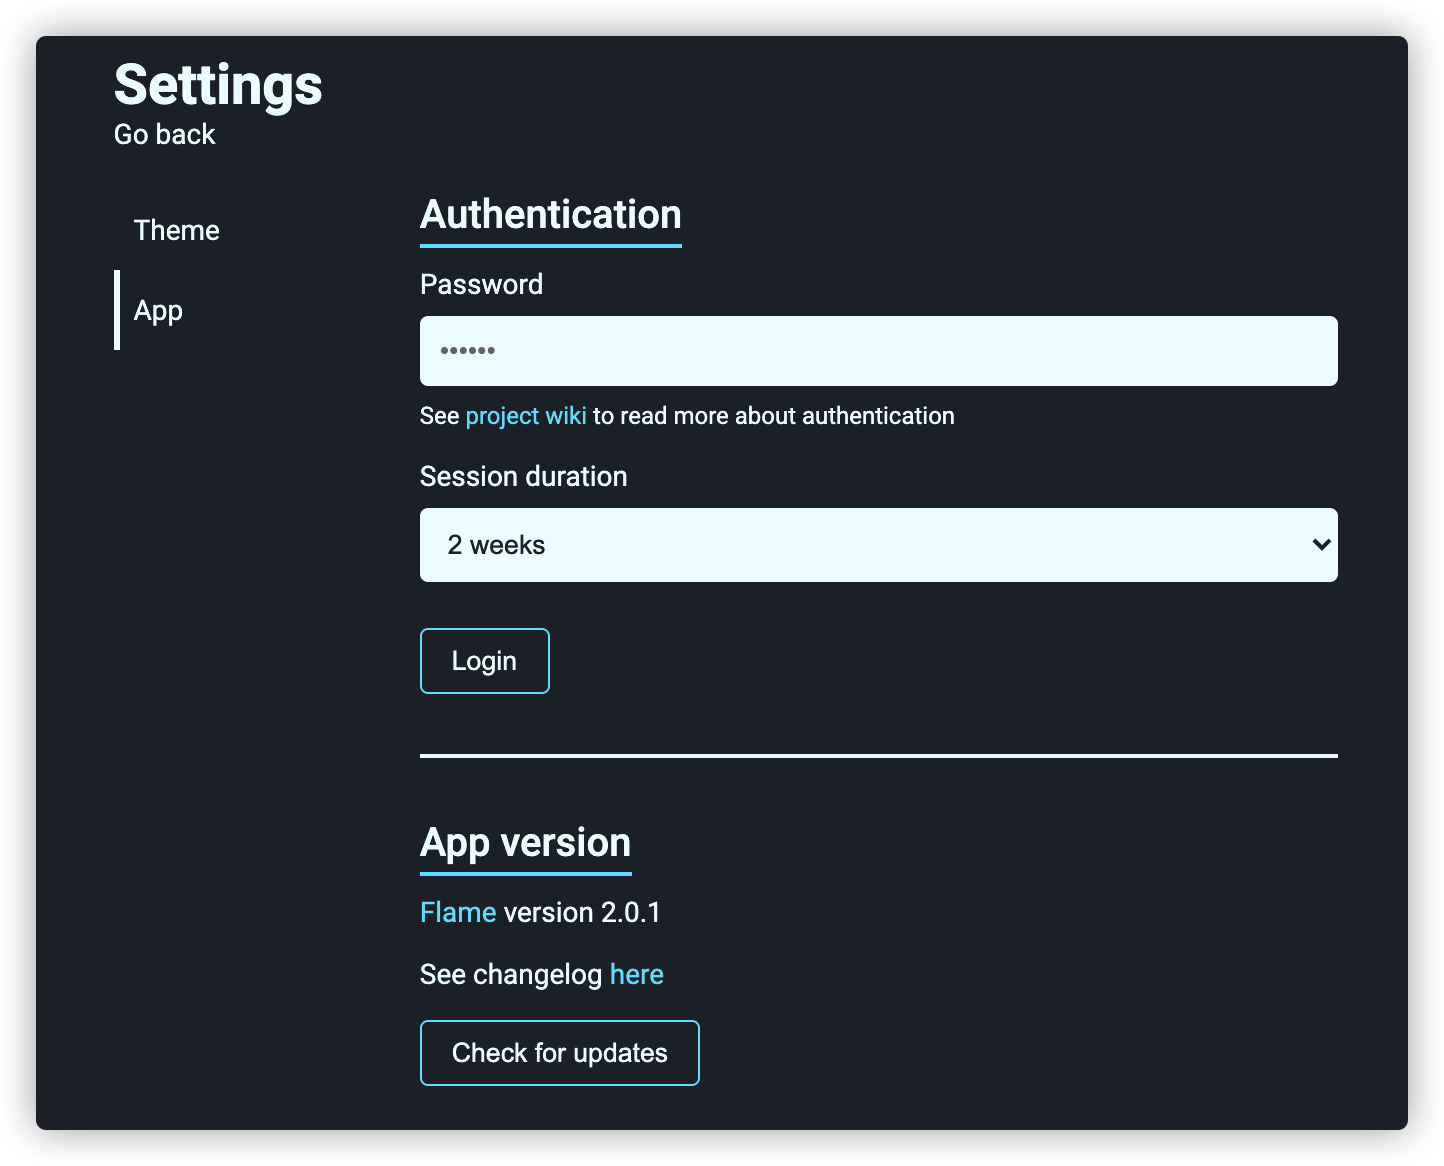 Settings
Go back
Theme
App
Authentication
Password
••••••
See project wiki to read more about authentication
Session duration
2 weeks
Login
App version
Flame version 2.0.1
See changelog here
Check for updates